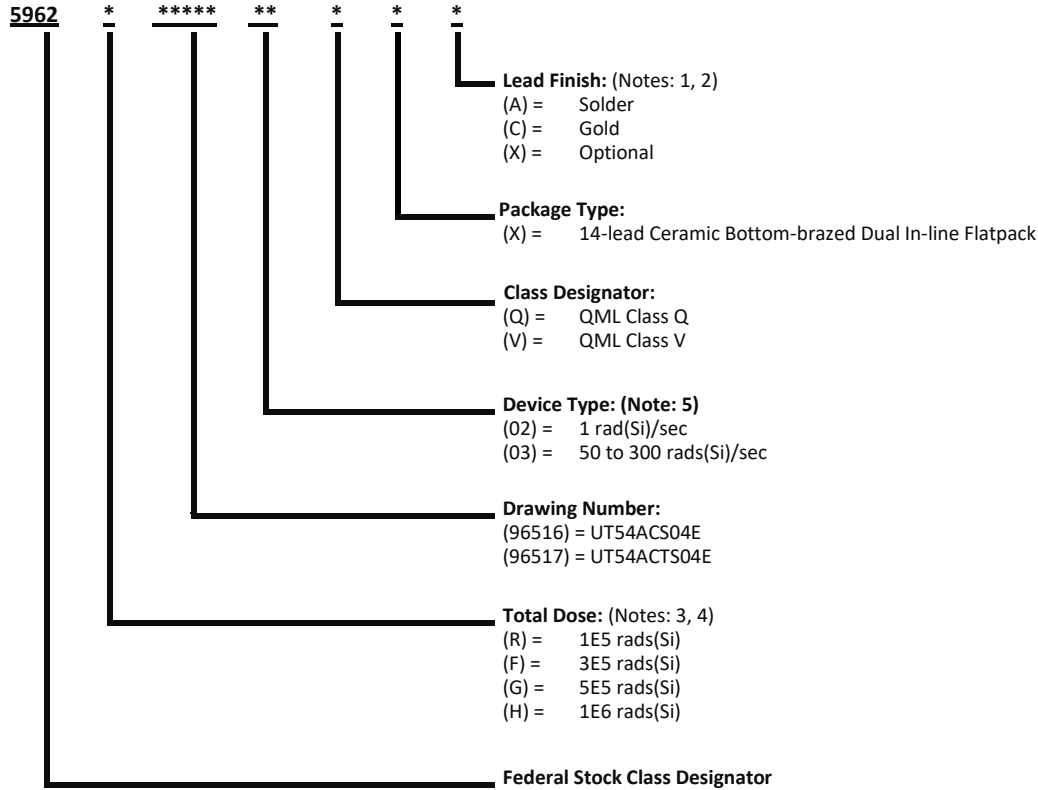 5962 * ***** ** * * *
Lead Finish: (Notes: 1, 2)
(A) = Solder
(C) = Gold
(X) = Optional
Package Type:
(X) = 14-lead Ceramic Bottom-brazed Dual In-line Flatpack
Class Designator:
(Q) = QML Class Q
(V) = QML Class V
Device Type: (Note: 5)
(02) = 1 rad(Si)/sec
(03) = 50 to 300 rads(Si)/sec
Drawing Number:
(96516) = UT54ACS04E
(96517) = UT54ACTS04E
Total Dose: (Notes: 3, 4)
(R) = 1E5 rads(Si)
(F) = 3E5 rads(Si)
(G) = 5E5 rads(Si)
(H) = 1E6 rads(Si)
Federal Stock Class Designator